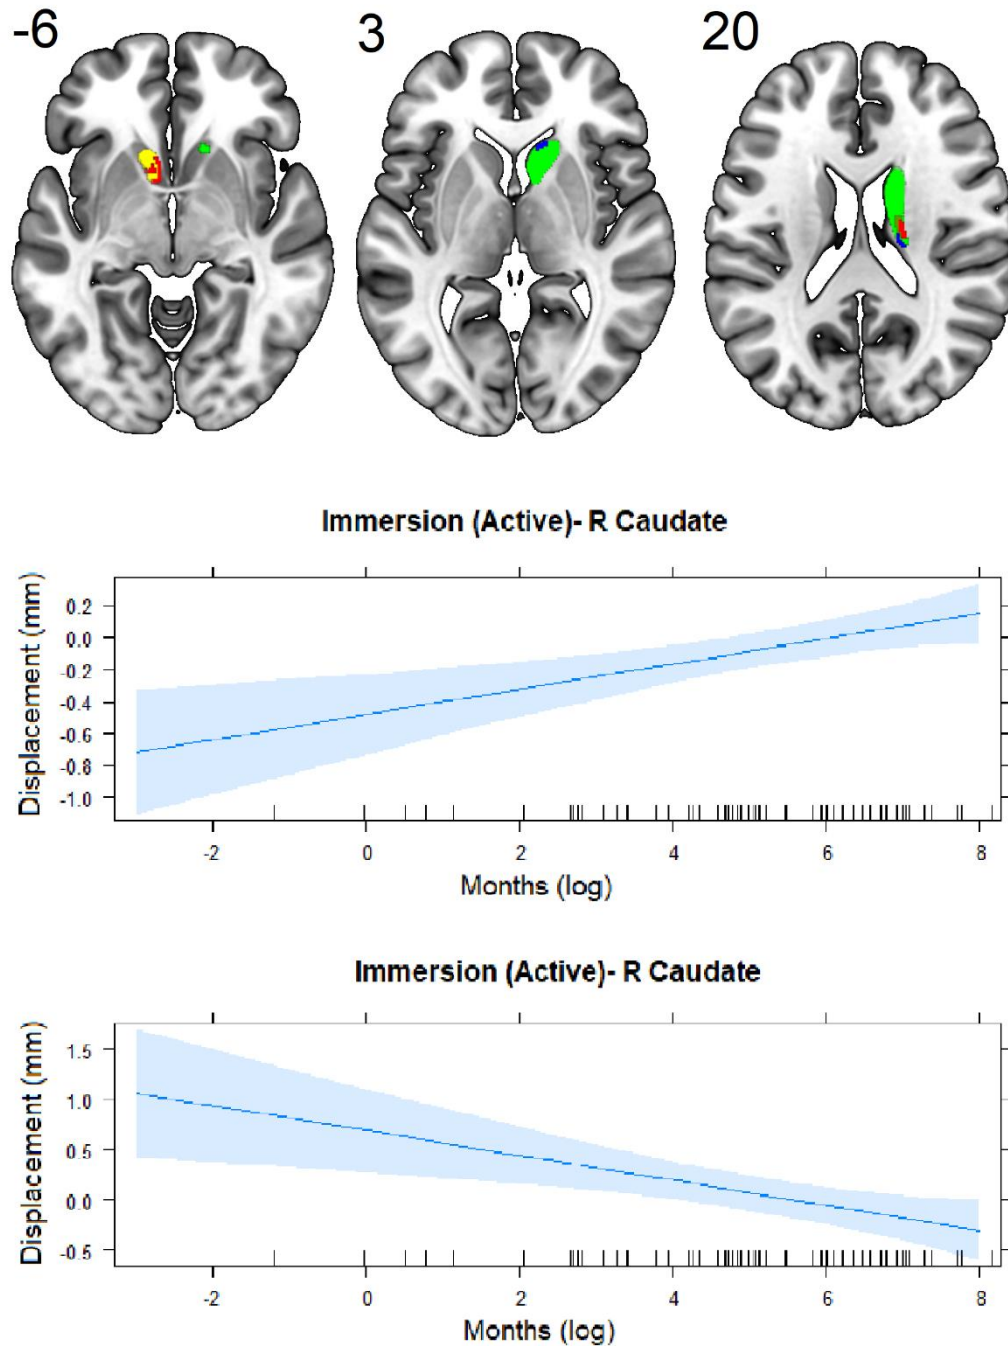 -6 3 20
Immersion (Active)- R Caudate
Displacement (mm)
0.2
0.0
-0.2
-0.4
-0.6
-0.8
-1.0
-2 0 2 4 6 8
Months (log)
Immersion (Active)- R Caudate
Displacement (mm)
1.5
1.0
0.5
0.0
-0.5
-2 0 2 4 6 8
Months (log)